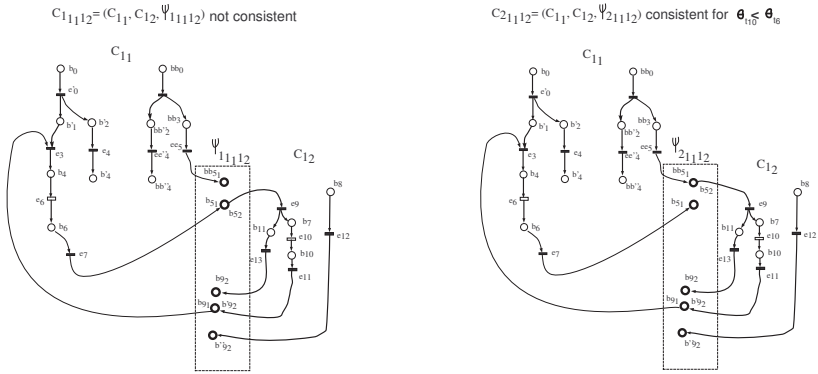 C1₁₁₁₂= (C₁₁, C₁₂, Ψ1₁₁₁₂) not consistent
C2₁₁₁₂= (C₁₁, C₁₂, Ψ2₁₁₁₂) consistent for θt10 < θt6
C₁₁
b0
bb0
e'0
b'1
b'2
bb''2
bb3
e3
e4
ee''4
ee5
Ψ1₁₁₁₂
C₁₂
b4
b'4
bb''4
bb51
b8
e6
b51
b52
e9
b6
b11
b7
e7
e10
e12
e13
b10
b92
e11
b91
b'92
b''92
C₁₁
b0
bb0
e'0
b'1
b'2
bb''2
bb3
e3
e4
ee''4
ee5
Ψ2₁₁₁₂
C₁₂
b4
b'4
bb''4
bb51
b52
b8
e6
b51
e9
b6
b11
b7
e7
e10
e12
e13
b10
b92
e11
b91
b'92
b''92